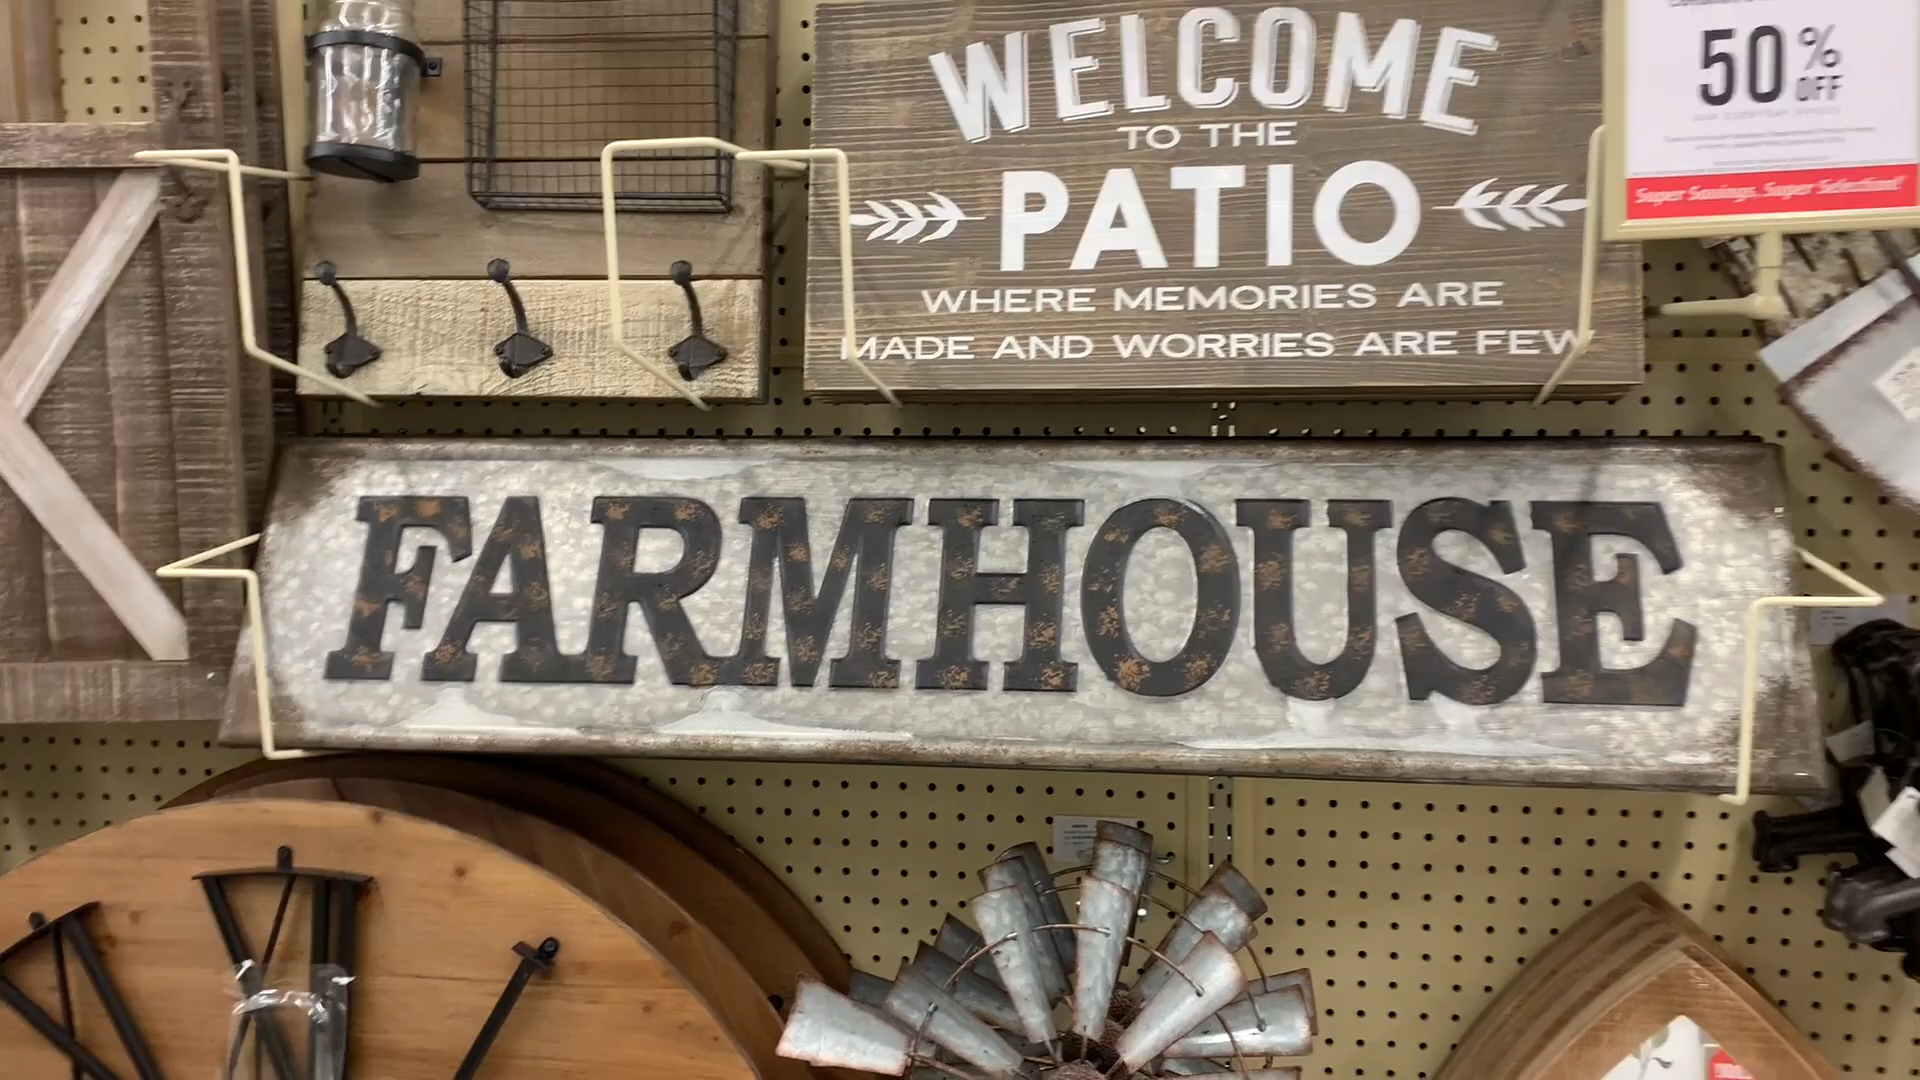 WELCOME
TO THE
PATIO
WHERE MEMORIES ARE
MADE AND WORRIES ARE FEW
50 % OFF
Super Savings, Super Selection!
FARMHOUSE